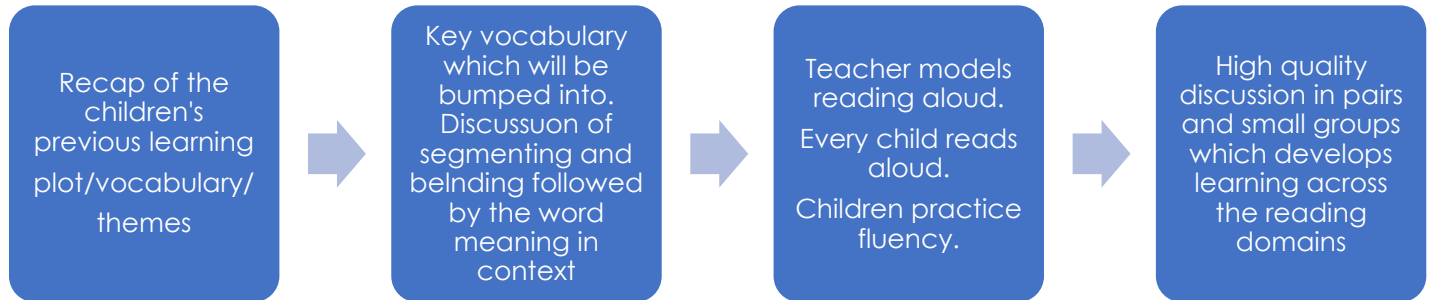 Recap of the
children's
previous learning
plot/vocabulary/
themes
Key vocabulary
which will be
bumped into.
Discussuon of
segmenting and
belnding followed
by the word
meaning in
context
Teacher models
reading aloud.
Every child reads
aloud.
Children practice
fluency.
High quality
discussion in pairs
and small groups
which develops
learning across
the reading
domains